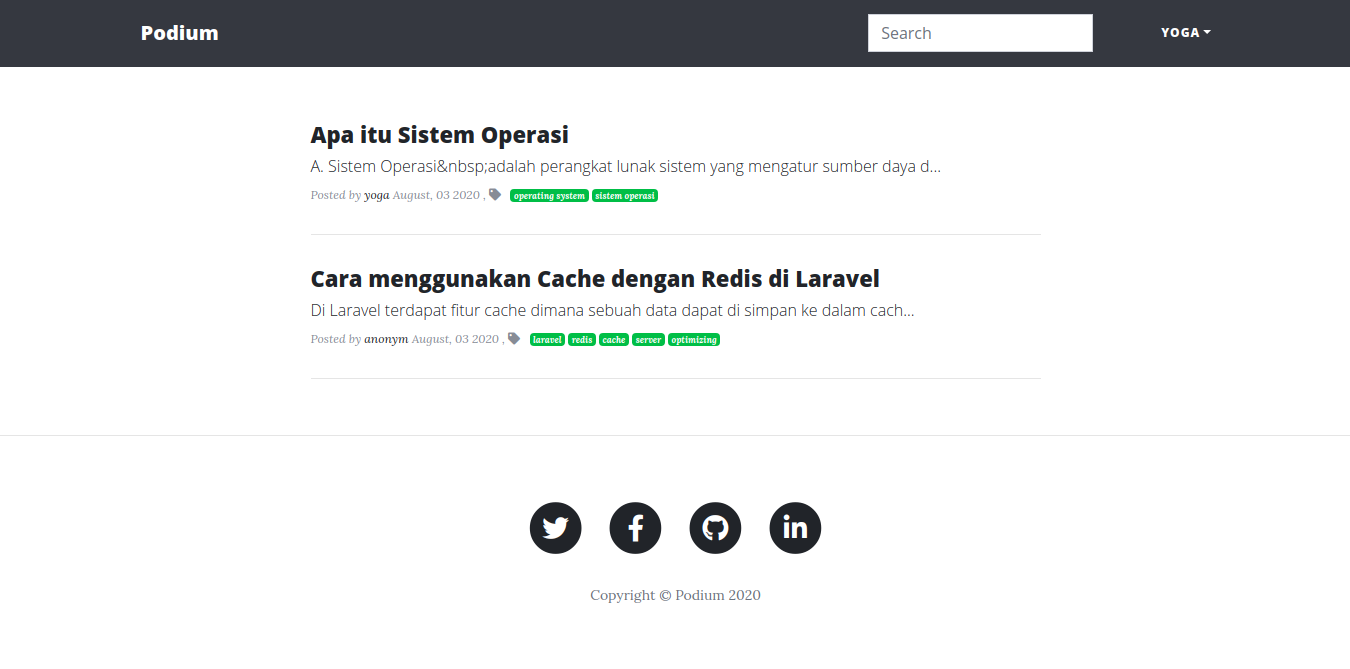 Podium Search YOGA
Apa itu Sistem Operasi
A. Sistem Operasi&nbsp;adalah perangkat lunak sistem yang mengatur sumber daya d...
Posted by yoga August, 03 2020 , operating system sistem operasi
Cara menggunakan Cache dengan Redis di Laravel
Di Laravel terdapat fitur cache dimana sebuah data dapat di simpan ke dalam cach...
Posted by anonym August, 03 2020 , laravel redis cache server optimizing
Copyright © Podium 2020